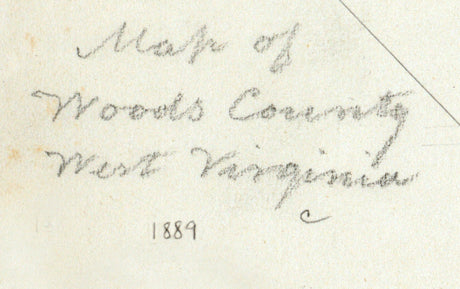 Map of
Woods County
West Virginia
c
1889